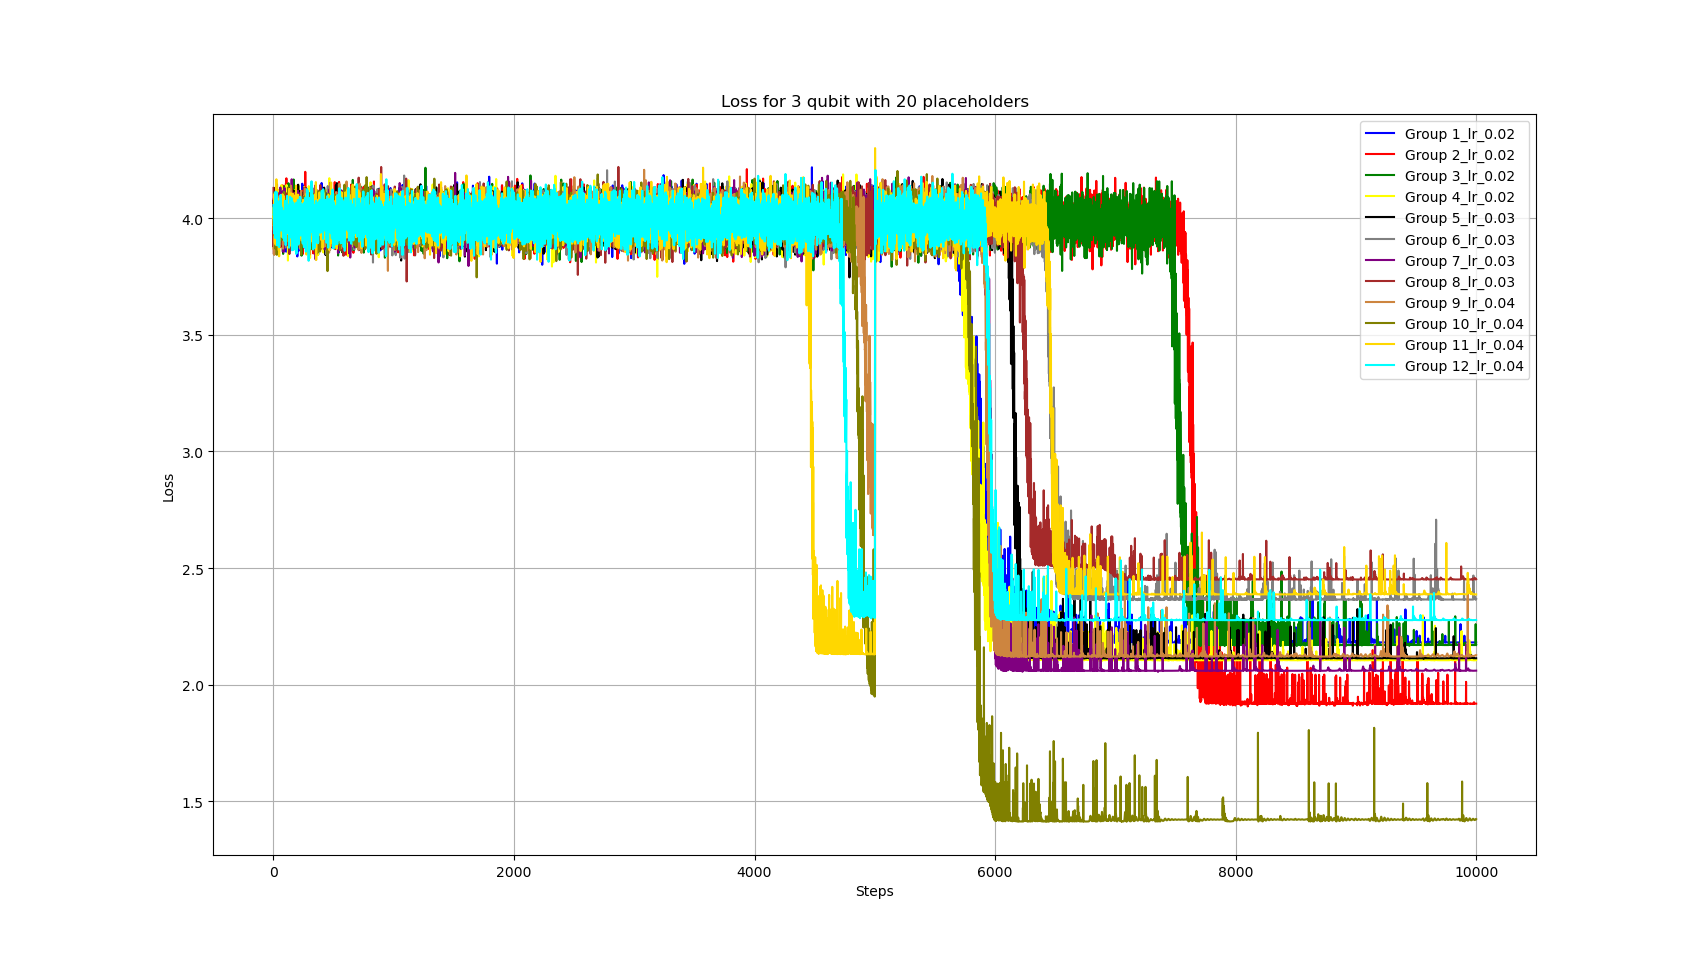 Loss for 3 qubit with 20 placeholders
Group 1_lr_0.02
Group 2_lr_0.02
Group 3_lr_0.02
Group 4_lr_0.02
Group 5_lr_0.03
Group 6_lr_0.03
Group 7_lr_0.03
Group 8_lr_0.03
Group 9_lr_0.04
Group 10_lr_0.04
Group 11_lr_0.04
Group 12_lr_0.04
4.0
3.5
3.0
2.5
2.0
1.5
Loss
0 2000 4000 6000 8000 10000
Steps